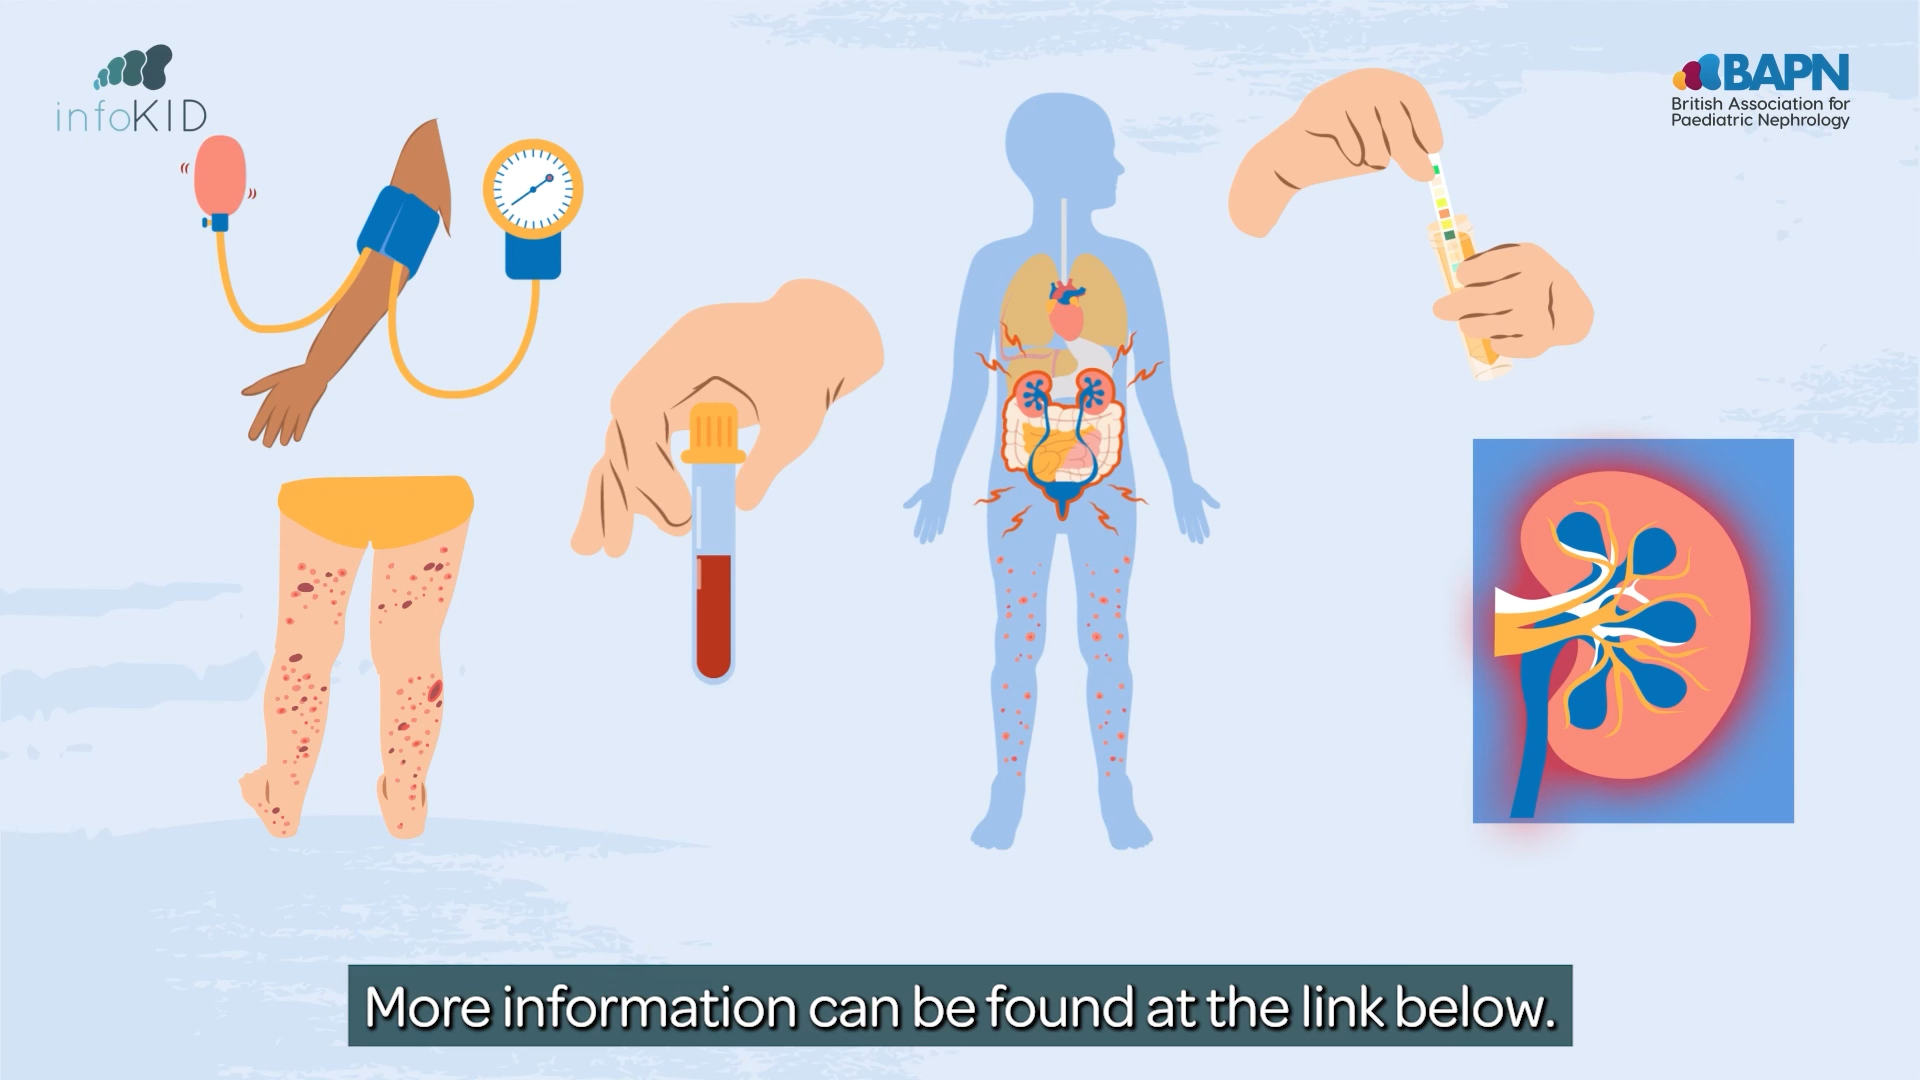 infoKID
BAPN
British Association for
Paediatric Nephrology
More information can be found at the link below.